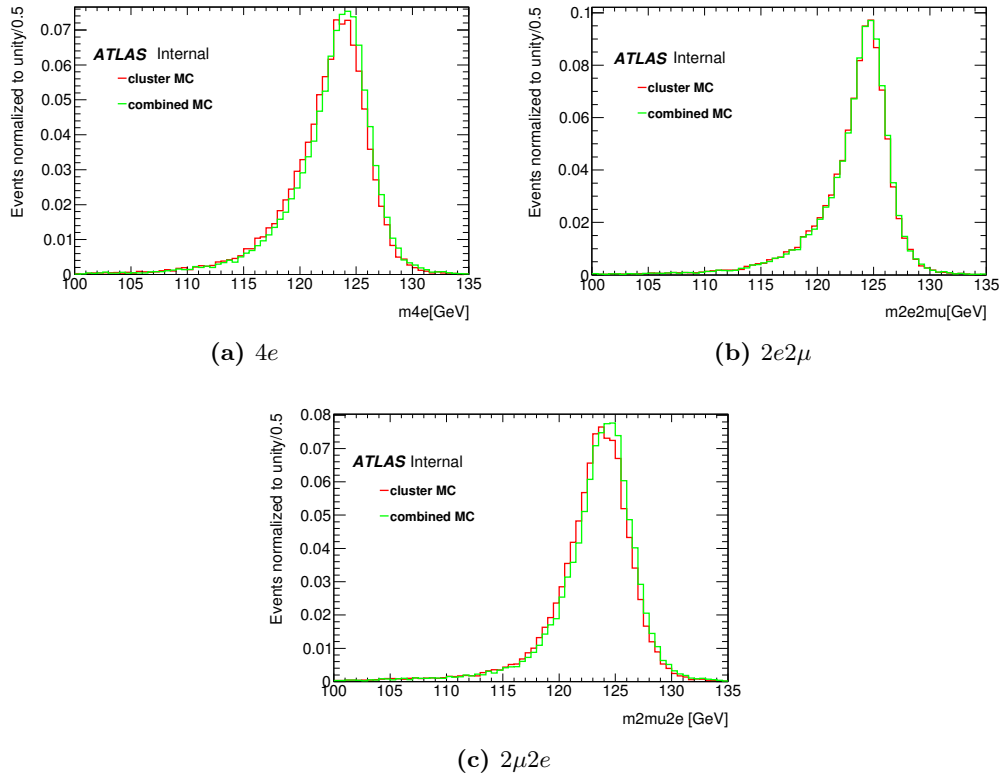 Events normalized to unity/0.5
0.07
0.06
0.05
0.04
0.03
0.02
0.01
0
ATLAS Internal
cluster MC
combined MC
100 105 110 115 120 125 130 135
m4e[GeV]
(a) 4e
Events normalized to unity/0.5
0.1
0.08
0.06
0.04
0.02
0
ATLAS Internal
cluster MC
combined MC
100 105 110 115 120 125 130 135
m2e2mu[GeV]
(b) 2e2μ
Events normalized to unity/0.5
0.08
0.07
0.06
0.05
0.04
0.03
0.02
0.01
0
ATLAS Internal
cluster MC
combined MC
100 105 110 115 120 125 130 135
m2mu2e [GeV]
(c) 2μ2e